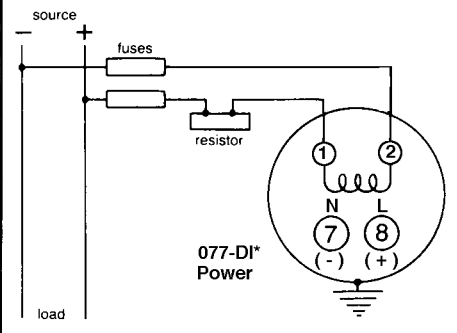 source
− +
fuses
resistor
1 2
N L
7 8
(-) (+)
077-DI*
Power
load